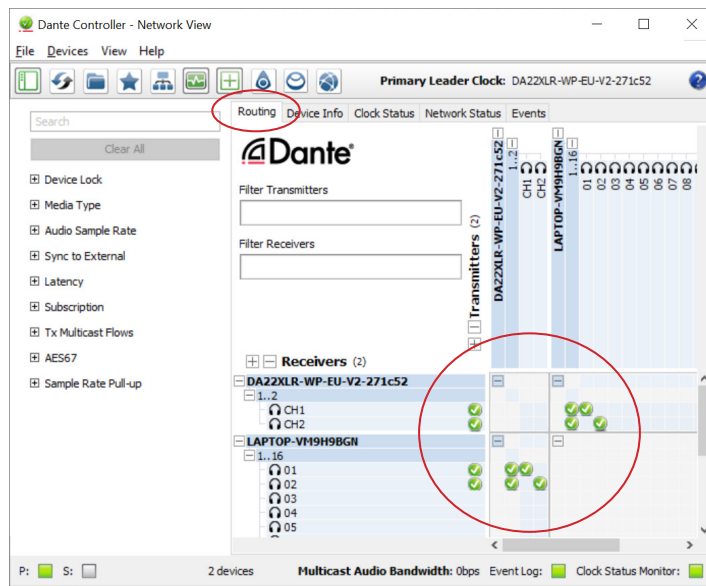 Dante Controller - Network View
File Devices View Help
Primary Leader Clock: DA22XLR-WP-EU-V2-271c52
?
Search
Clear All
Device Lock
Media Type
Audio Sample Rate
Sync to External
Latency
Subscription
Tx Multicast Flows
AES67
Sample Rate Pull-up
Routing Device Info Clock Status Network Status Events
Dante®
Filter Transmitters
Filter Receivers
Transmitters (2)
DA22XLR-WP-EU-V2-271c52
1..2
CH1
CH2
LAPTOP-VM9H9BGN
1..16
01
02
03
04
05
06
07
08
Receivers (2)
DA22XLR-WP-EU-V2-271c52
1..2
CH1
CH2
LAPTOP-VM9H9BGN
1..16
01
02
03
04
05
P: S: 2 devices Multicast Audio Bandwidth: 0bps Event Log: Clock Status Monitor: